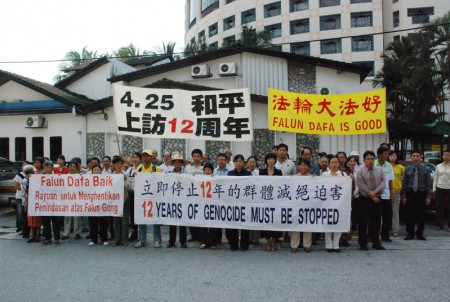 4.25 和平
上訪12周年
法輪大法好
FALUN DAFA IS GOOD
Falun Dafa Baik
Rayuan untuk Menghentikan
Penindasan atas Falun Gong
立即停止12年的群體滅絕迫害
12 YEARS OF GENOCIDE MUST BE STOPPED